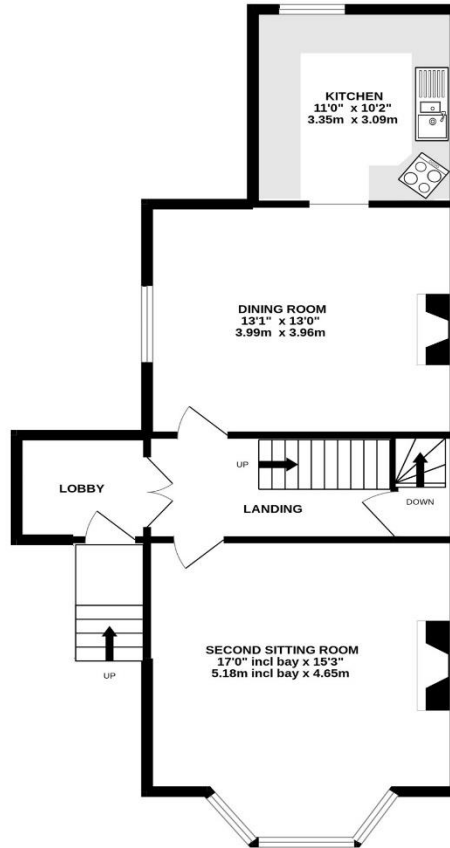 KITCHEN
11'0" x 10'2"
3.35m x 3.09m
DINING ROOM
13'1" x 13'0"
3.99m x 3.96m
UP
LOBBY
LANDING
DOWN
SECOND SITTING ROOM
17'0" incl bay x 15'3"
5.18m incl bay x 4.65m
UP